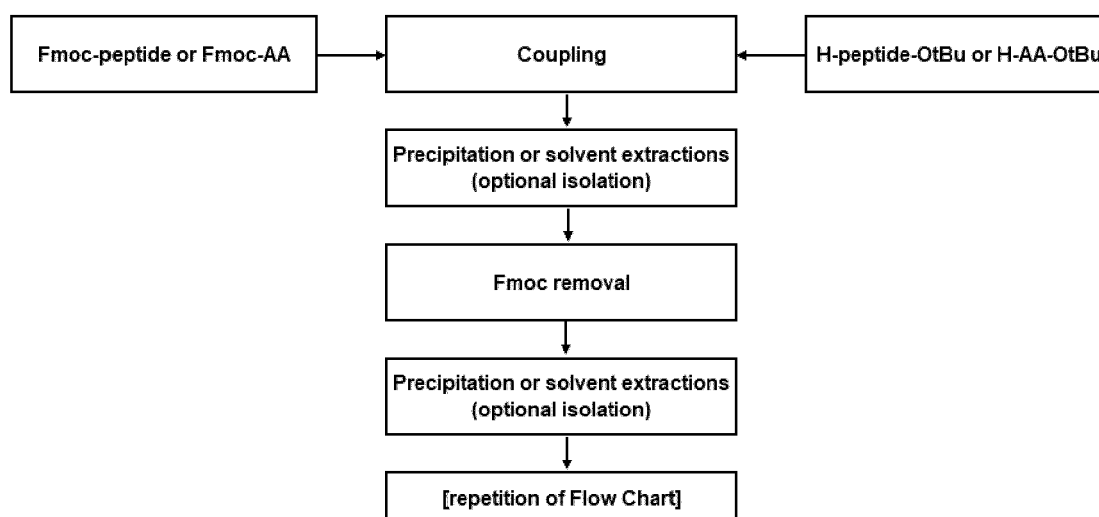 Fmoc-peptide or Fmoc-AA
Coupling
H-peptide-OtBu or H-AA-OtBu
Precipitation or solvent extractions
(optional isolation)
Fmoc removal
Precipitation or solvent extractions
(optional isolation)
[repetition of Flow Chart]